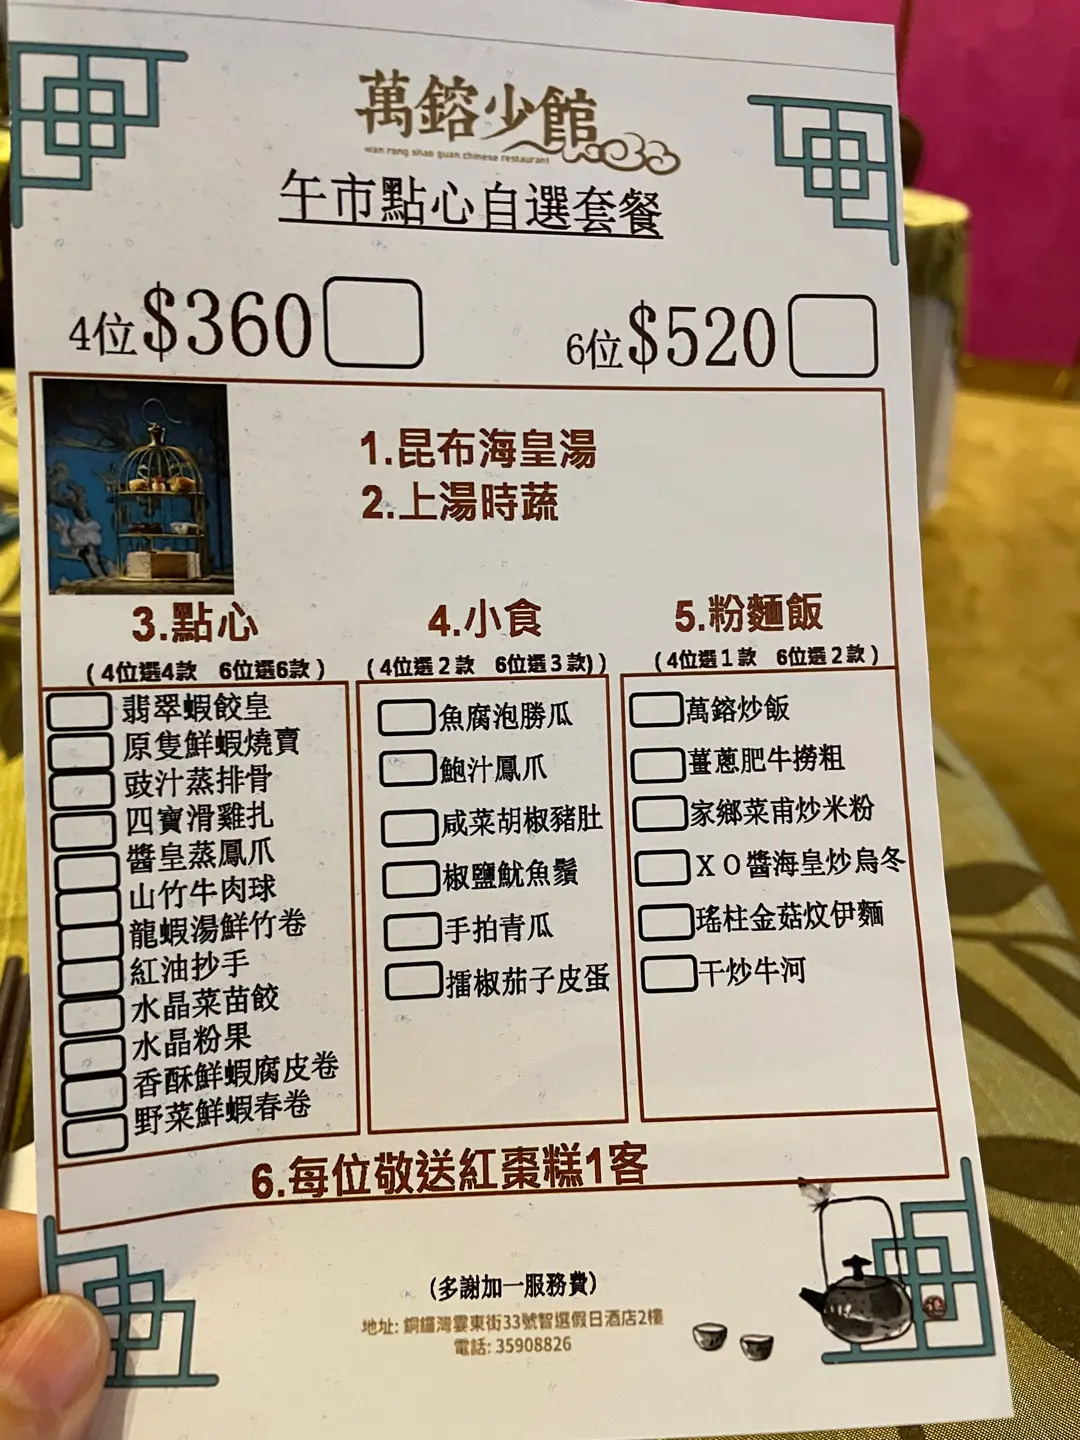 萬鎔少館
wan rong shao guan chinese restaurant
午市點心自選套餐
4位$360
6位$520
1.昆布海皇湯
2.上湯時蔬
3.點心
(4位選4款 6位選6款)
翡翠蝦餃皇
原隻鮮蝦燒賣
豉汁蒸排骨
四寶滑雞扎
醬皇蒸鳳爪
山竹牛肉球
龍蝦湯鮮竹卷
紅油抄手
水晶菜苗餃
水晶粉果
香酥鮮蝦腐皮卷
野菜鮮蝦春卷
4.小食
(4位選2款 6位選3款))
魚腐泡勝瓜
鮑汁鳳爪
咸菜胡椒豬肚
椒鹽魷魚鬚
手拍青瓜
擂椒茄子皮蛋
5.粉麵飯
(4位選1款 6位選2款)
萬鎔炒飯
薑蔥肥牛撈粗
家鄉菜甫炒米粉
XO醬海皇炒烏冬
瑤柱金菇炆伊麵
干炒牛河
6.每位敬送紅棗糕1客
(多謝加一服務費)
地址: 銅鑼灣雲東街33號智選假日酒店2樓
電話: 35908826